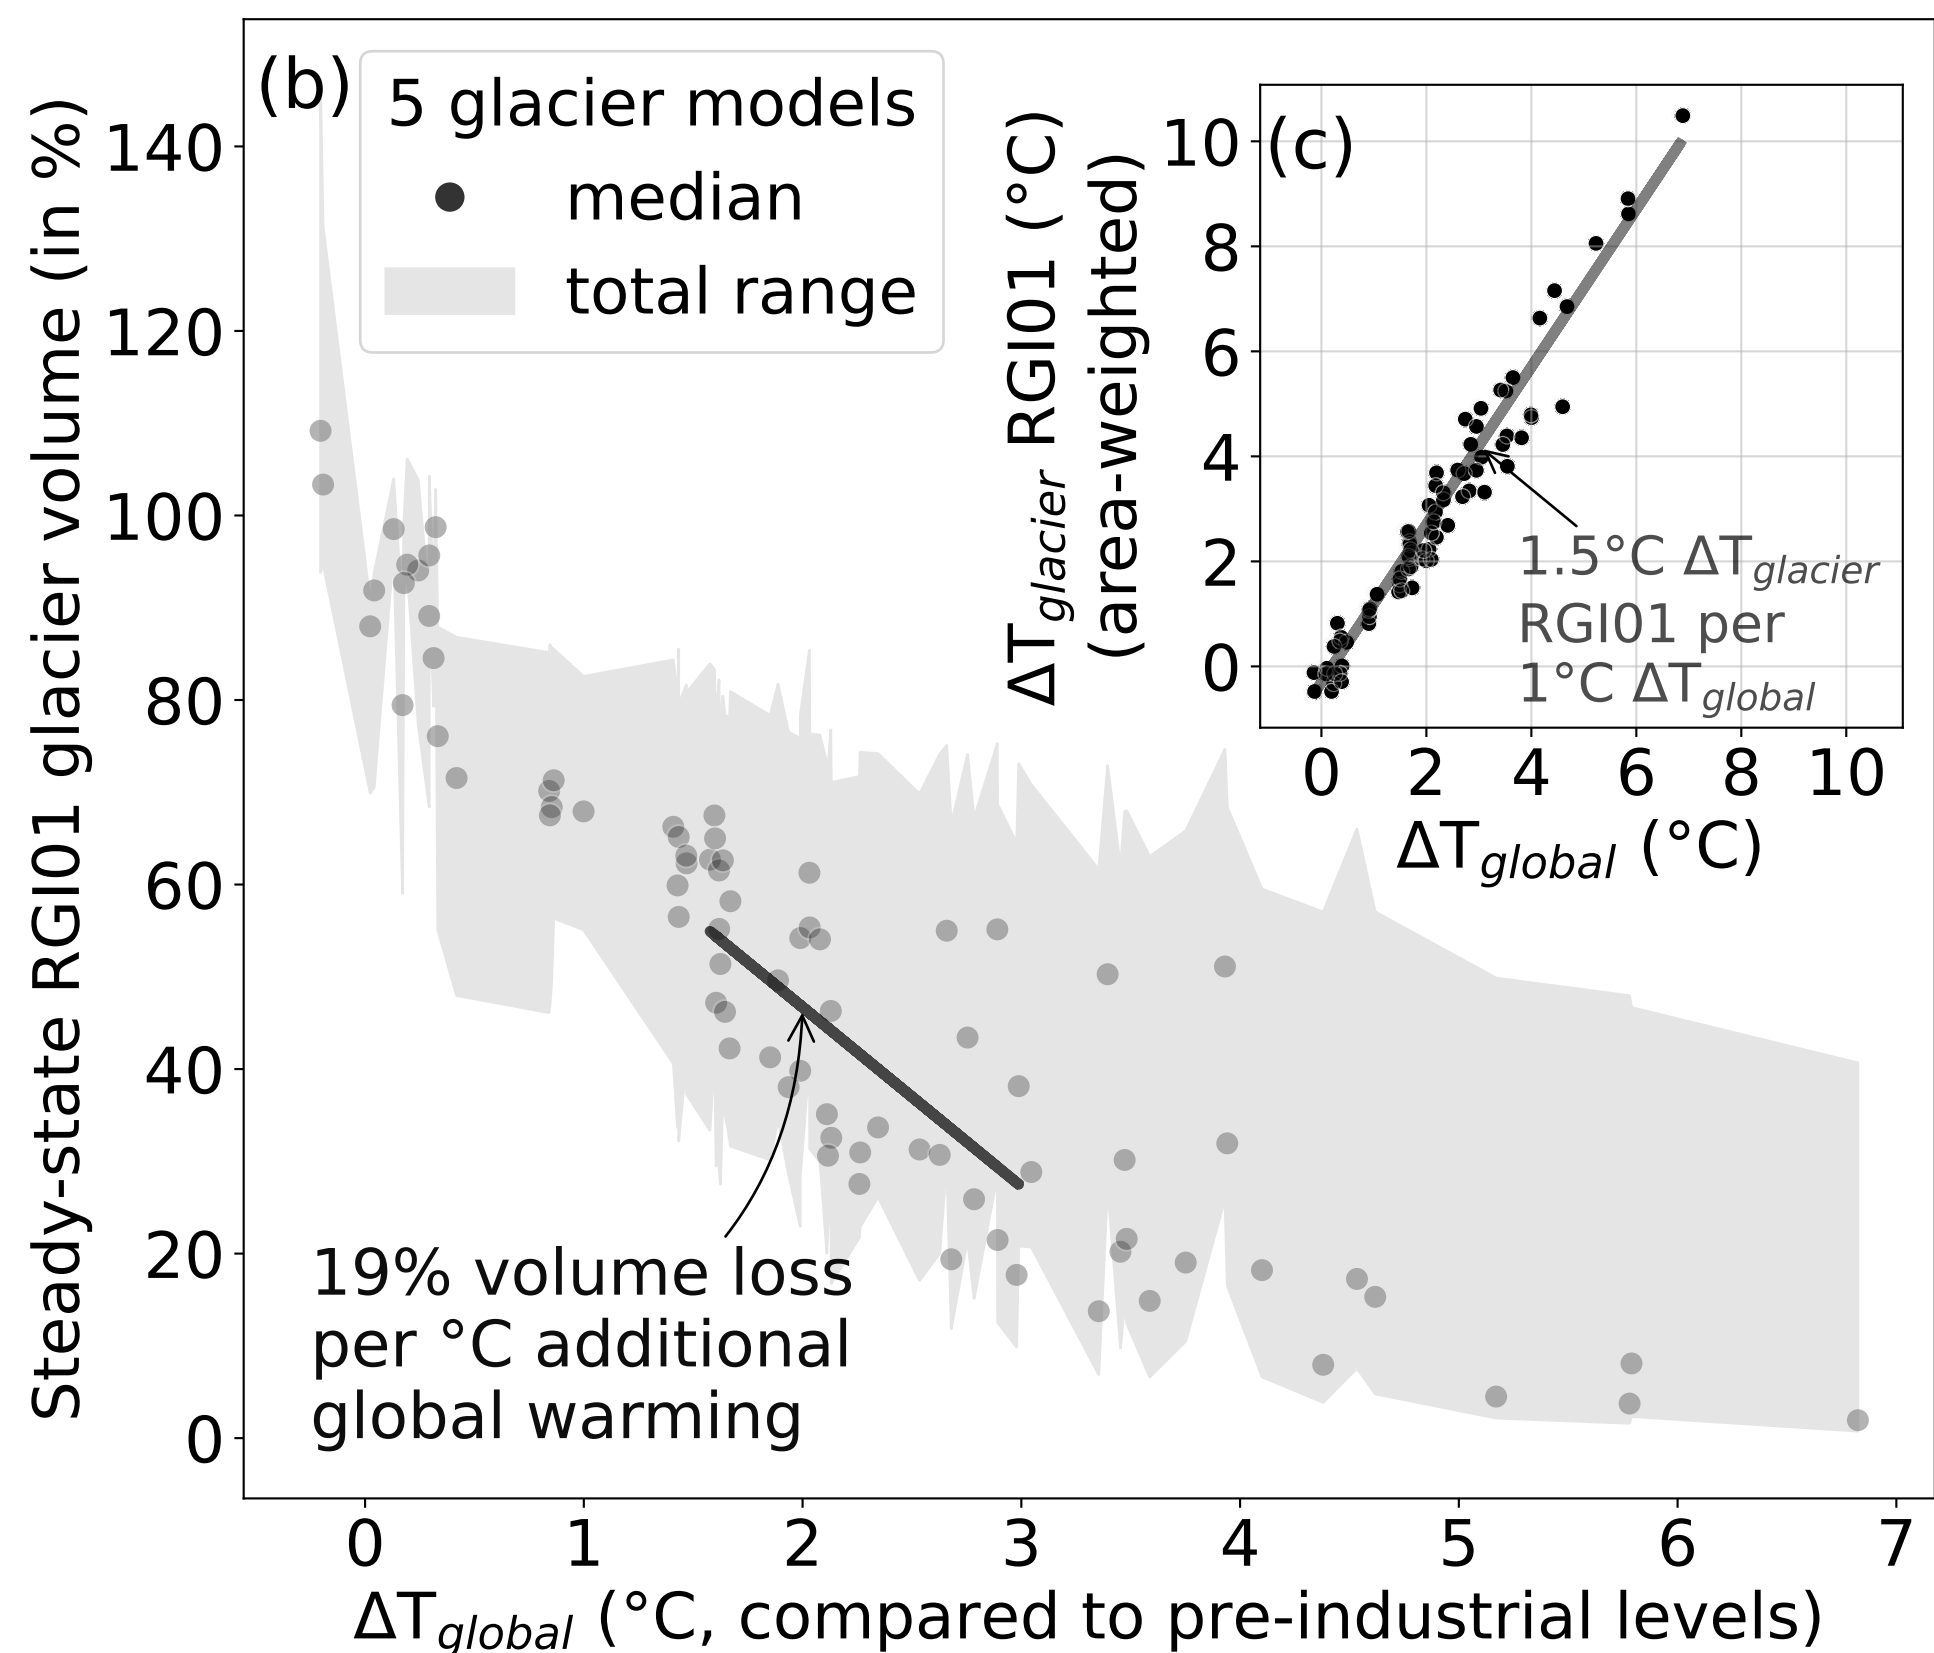 (b)
5 glacier models
median
total range
Steady-state RGI01 glacier volume (in %)
140
120
100
80
60
40
20
0
19% volume loss
per °C additional
global warming
0 1 2 3 4 5 6 7
ΔTglobal (°C, compared to pre-industrial levels)
(c)
ΔTglacier RGI01 (°C)
(area-weighted)
10
8
6
4
2
0
1.5°C ΔTglacier
RGI01 per
1°C ΔTglobal
0 2 4 6 8 10
ΔTglobal (°C)